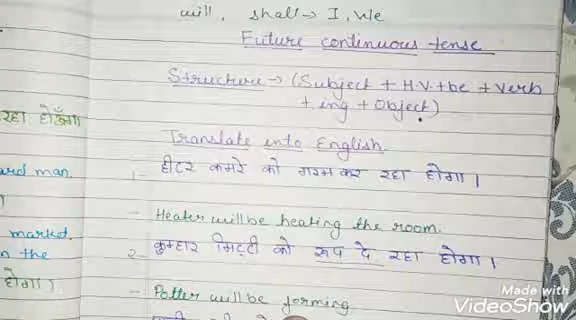 will, shall → I, We
Future continuous tense
Structure → (Subject + H.V. + be + verb
+ ing + Object)
रहा होऊँगा।
Translate into English.
ard man.
1- हीटर कमरे को गरम कर रहा होगा।
- Heater will be heating the room.
market.
n the
2- कुम्हार मिट्टी को रूप दे रहा होगा।
होगा।
- Potter will be forming
Made with
VideoShow